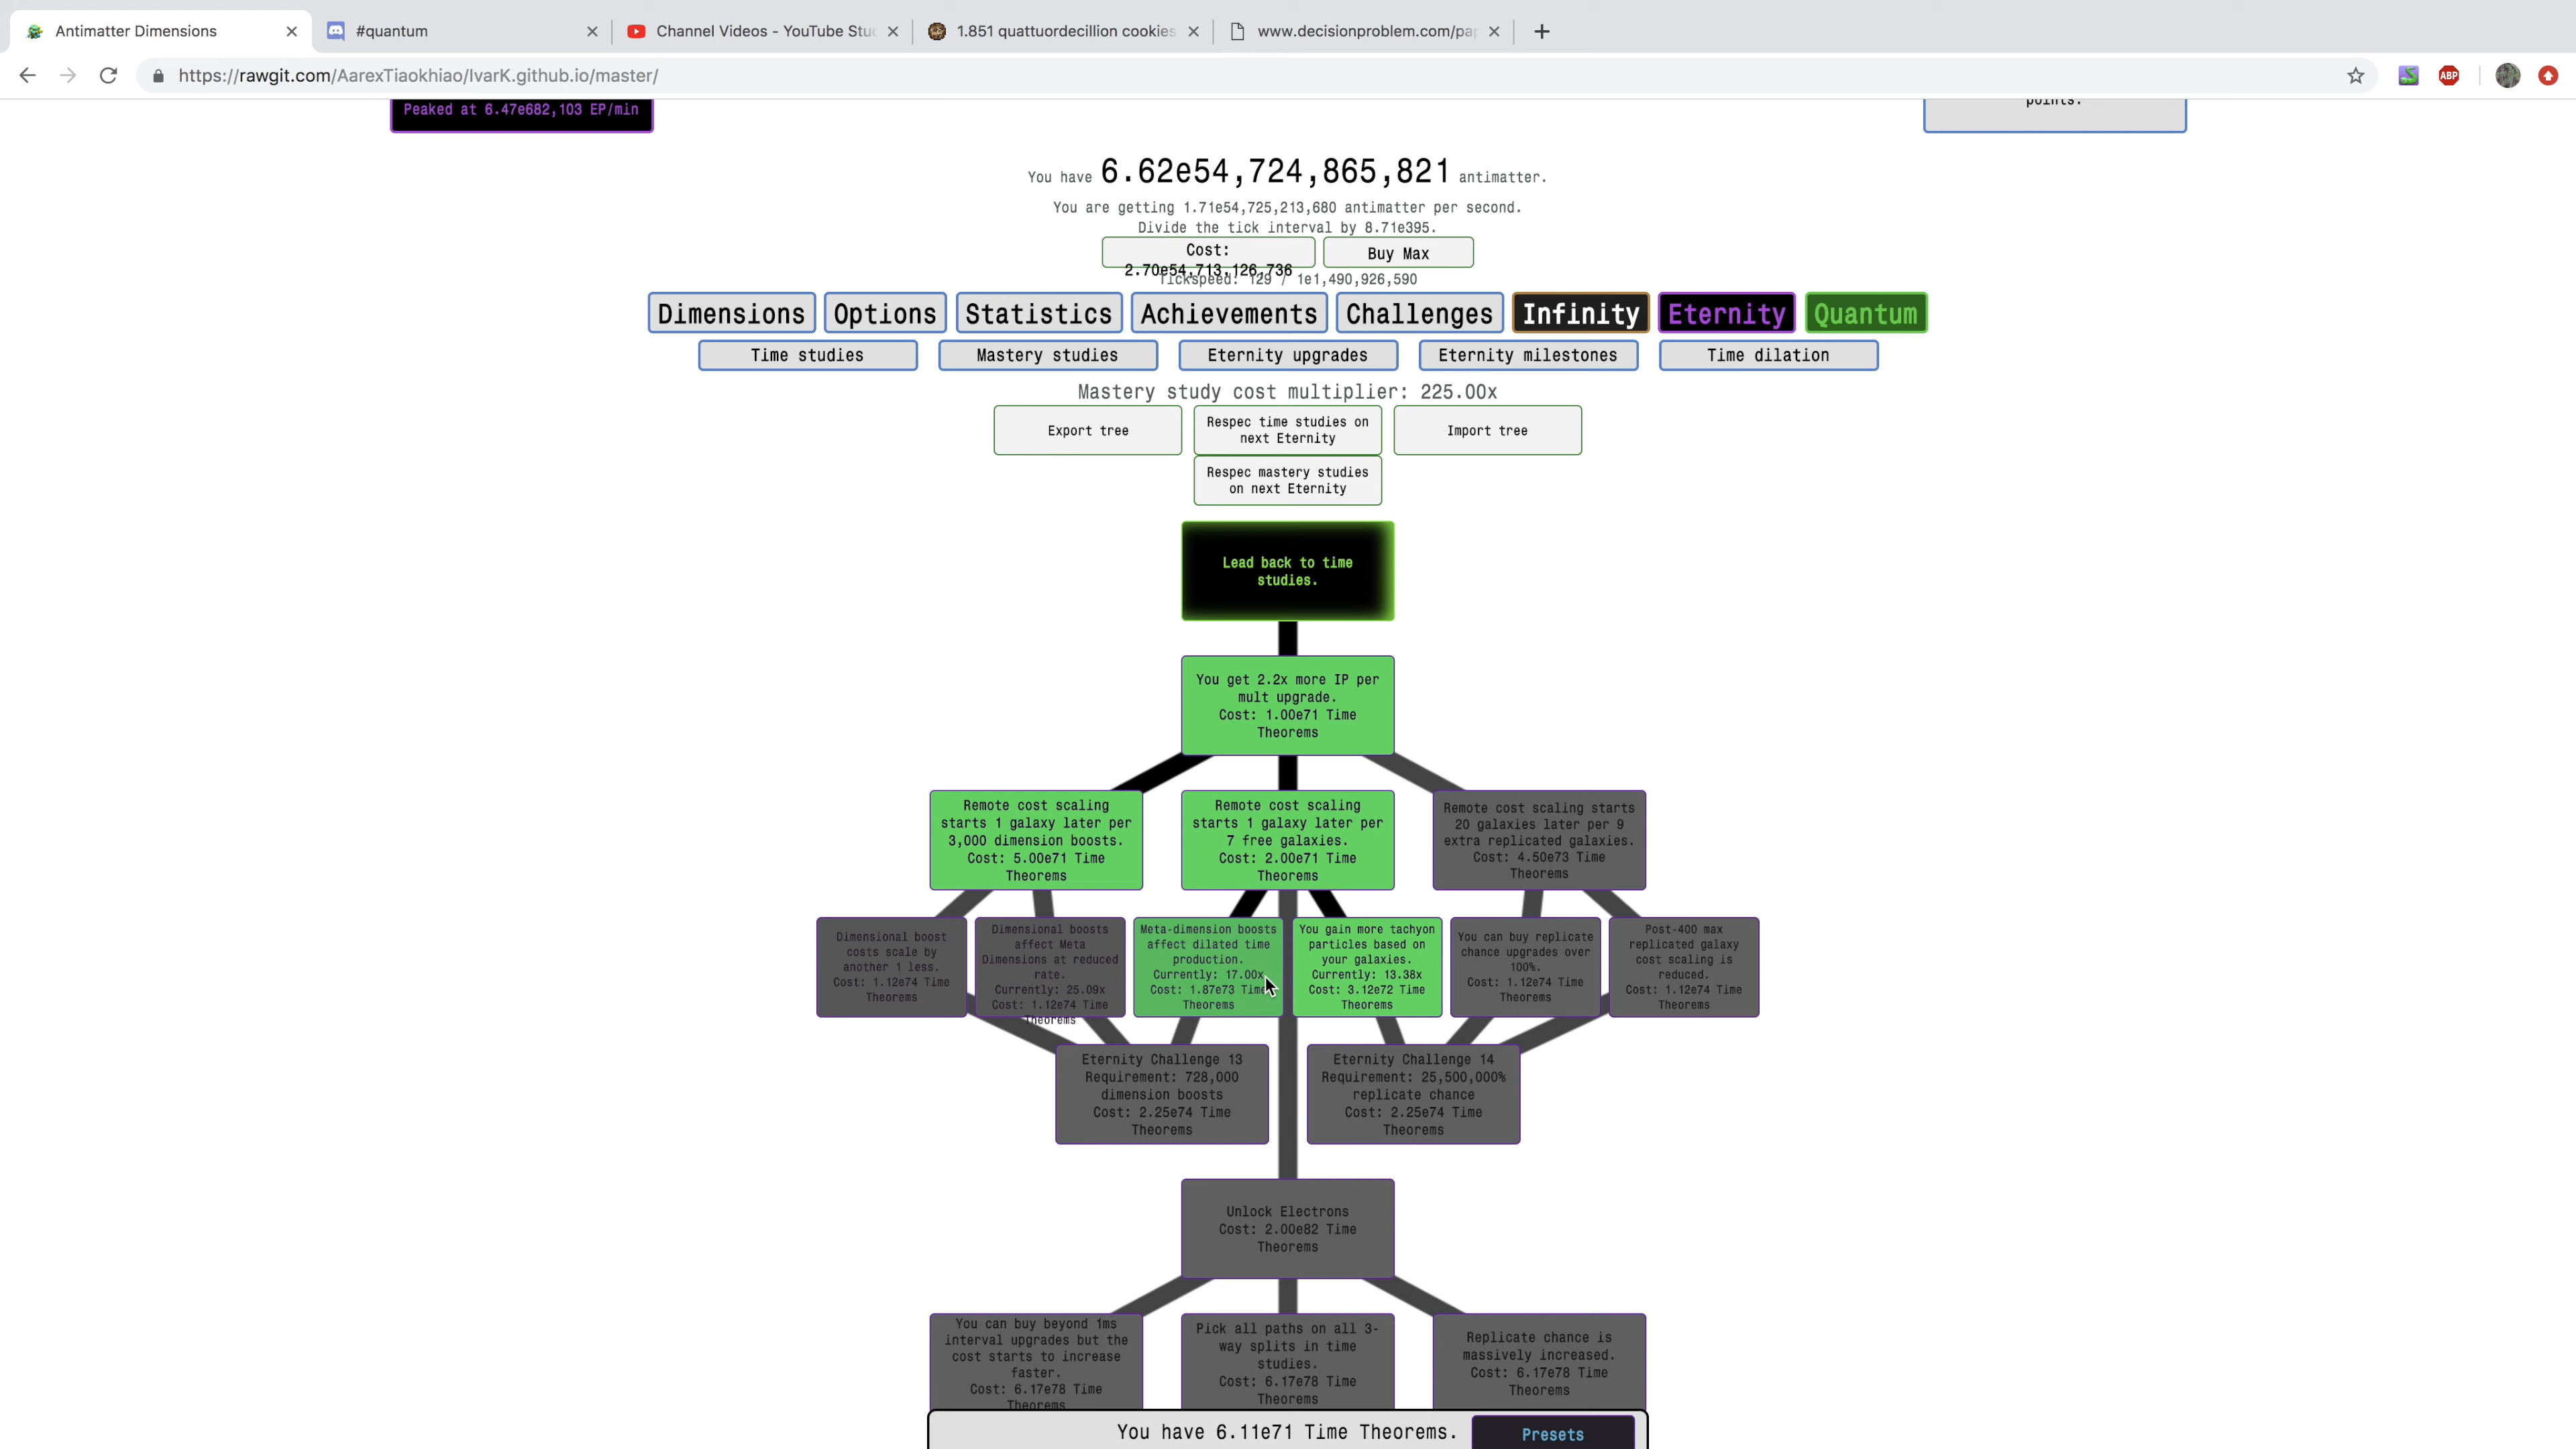 Antimatter Dimensions
#quantum
Channel Videos - YouTube Stu
1.851 quattuordecillion cookies
www.decisionproblem.com/pa
https://rawgit.com/AarexTiaokhiao/IvarK.github.io/master/
ABP
Peaked at 6.47e682,103 EP/min
points.
You have 6.62e54,724,865,821 antimatter.
You are getting 1.71e54,725,213,680 antimatter per second.
Divide the tick interval by 8.71e395.
Cost:
2.70e54,713,126,736
Buy Max
Tickspeed: 129 / 1e1,490,926,590
Dimensions
Options
Statistics
Achievements
Challenges
Infinity
Eternity
Quantum
Time studies
Mastery studies
Eternity upgrades
Eternity milestones
Time dilation
Mastery study cost multiplier: 225.00x
Export tree
Respec time studies on
next Eternity
Import tree
Respec mastery studies
on next Eternity
Lead back to time
studies.
You get 2.2x more IP per
mult upgrade.
Cost: 1.00e71 Time
Theorems
Remote cost scaling
starts 1 galaxy later per
3,000 dimension boosts.
Cost: 5.00e71 Time
Theorems
Remote cost scaling
starts 1 galaxy later per
7 free galaxies.
Cost: 2.00e71 Time
Theorems
Remote cost scaling starts
20 galaxies later per 9
extra replicated galaxies.
Cost: 4.50e73 Time
Theorems
Dimensional boost
costs scale by
another 1 less.
Cost: 1.12e74 Time
Theorems
Dimensional boosts
affect Meta
Dimensions at reduced
rate.
Currently: 25.09x
Cost: 1.12e74 Time
Theorems
Meta-dimension boosts
affect dilated time
production.
Currently: 17.00x
Cost: 1.87e73 Time
Theorems
You gain more tachyon
particles based on
your galaxies.
Currently: 13.38x
Cost: 3.12e72 Time
Theorems
You can buy replicate
chance upgrades over
100%.
Cost: 1.12e74 Time
Theorems
Post-400 max
replicated galaxy
cost scaling is
reduced.
Cost: 1.12e74 Time
Theorems
Eternity Challenge 13
Requirement: 728,000
dimension boosts
Cost: 2.25e74 Time
Theorems
Eternity Challenge 14
Requirement: 25,500,000%
replicate chance
Cost: 2.25e74 Time
Theorems
Unlock Electrons
Cost: 2.00e82 Time
Theorems
You can buy beyond 1ms
interval upgrades but the
cost starts to increase
faster.
Cost: 6.17e78 Time
Theorems
Pick all paths on all 3-
way splits in time
studies.
Cost: 6.17e78 Time
Theorems
Replicate chance is
massively increased.
Cost: 6.17e78 Time
Theorems
You have 6.11e71 Time Theorems.
Presets